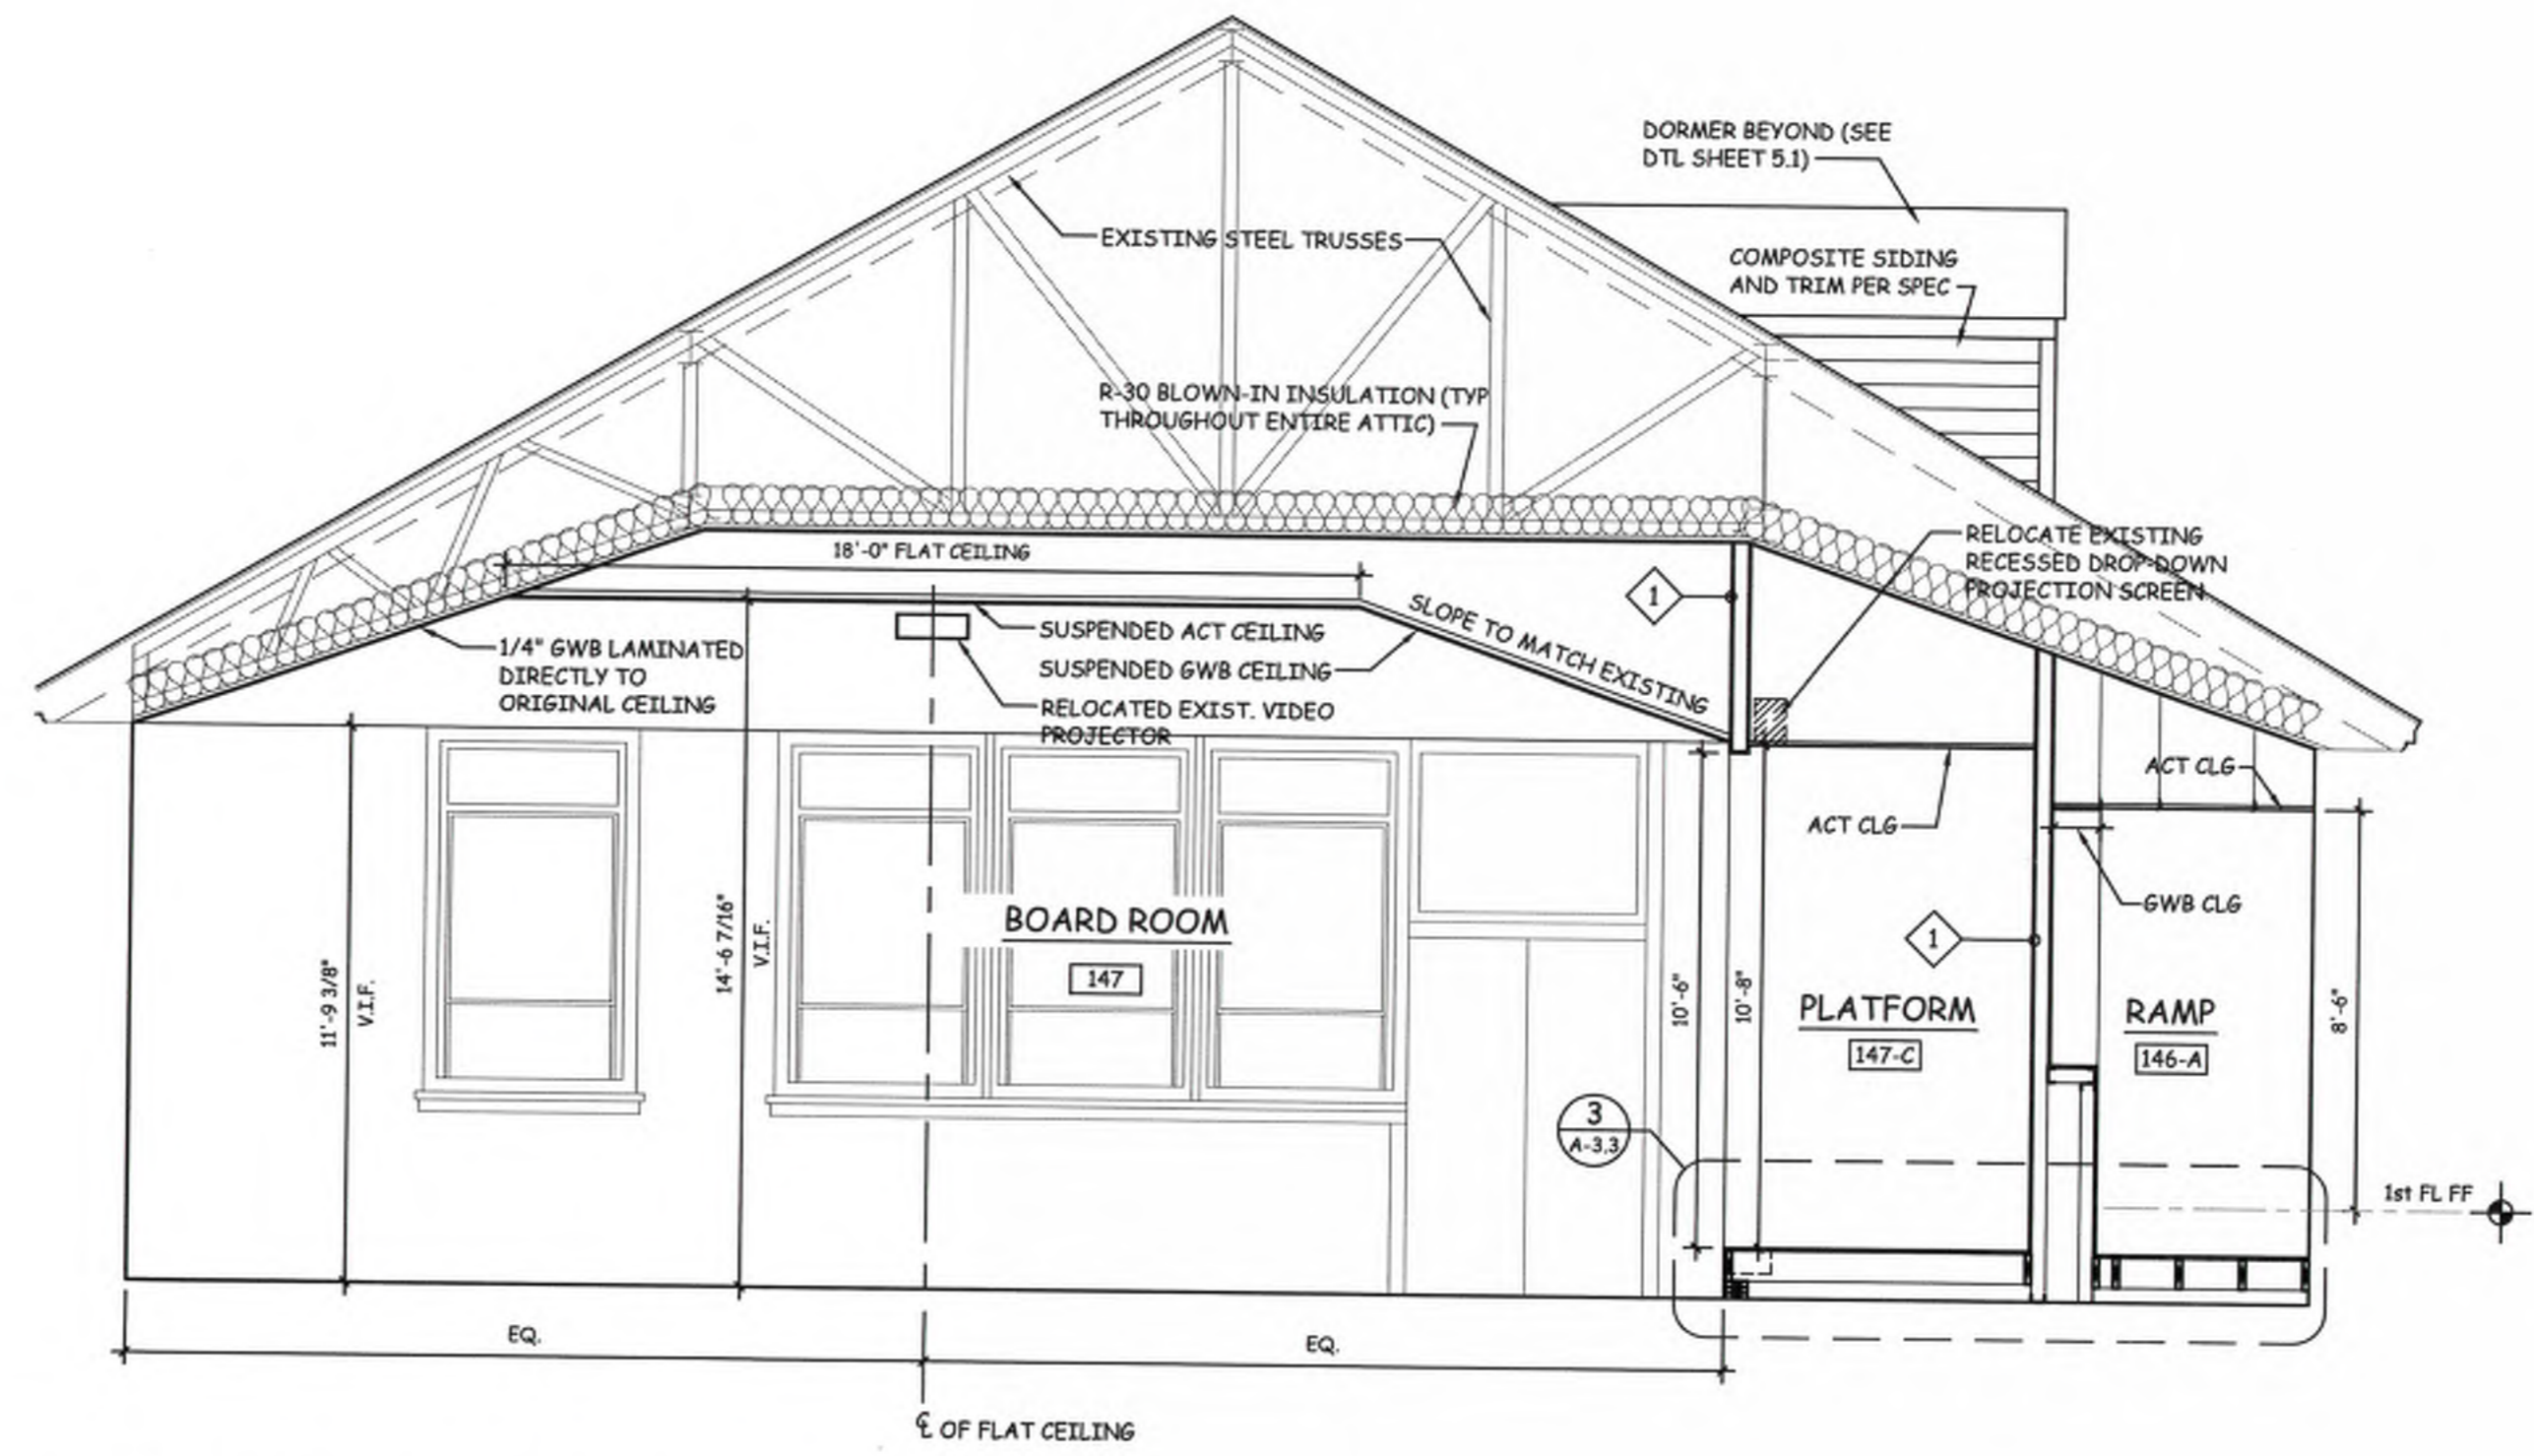 DORMER BEYOND (SEE
DTL SHEET 5.1)
EXISTING STEEL TRUSSES
COMPOSITE SIDING
AND TRIM PER SPEC
R-30 BLOWN-IN INSULATION (TYP
THROUGHOUT ENTIRE ATTIC)
RELOCATE EXISTING
RECESSED DROP-DOWN
PROJECTION SCREEN
18'-0" FLAT CEILING
1
SLOPE TO MATCH EXISTING
SUSPENDED ACT CEILING
SUSPENDED GWB CEILING
RELOCATED EXIST. VIDEO
PROJECTOR
1/4" GWB LAMINATED
DIRECTLY TO
ORIGINAL CEILING
ACT CLG
ACT CLG
GWB CLG
1
11'-9 3/8"
V.I.F.
14'-6 7/16"
V.I.F.
BOARD ROOM
147
10'-6"
10'-8"
PLATFORM
147-C
RAMP
146-A
8'-6"
3
A-3.3
1st FL FF
EQ.
EQ.
℄ OF FLAT CEILING